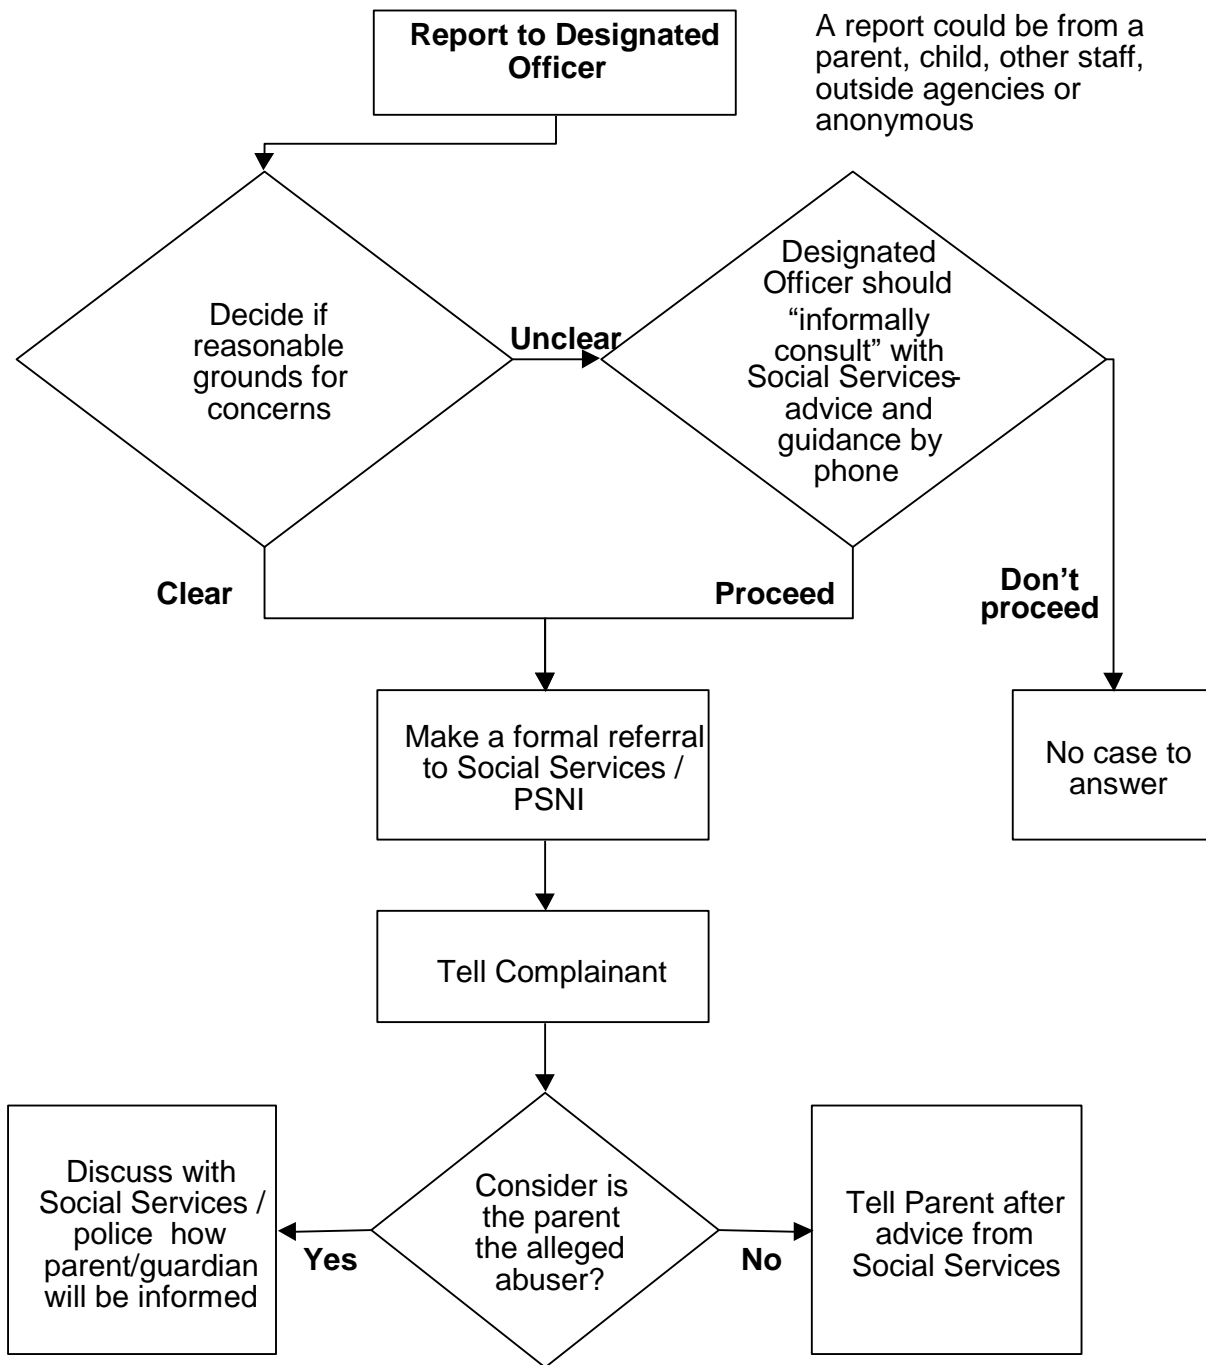 Report to Designated
Officer
A report could be from a
parent, child, other staff,
outside agencies or
anonymous
Decide if
reasonable
grounds for
concerns
Unclear
Designated
Officer should
“informally
consult” with
Social Services-
advice and
guidance by
phone
Clear
Proceed
Don’t
proceed
Make a formal referral
to Social Services /
PSNI
No case to
answer
Tell Complainant
Discuss with
Social Services /
police how
parent/guardian
will be informed
Yes
Consider is
the parent
the alleged
abuser?
No
Tell Parent after
advice from
Social Services